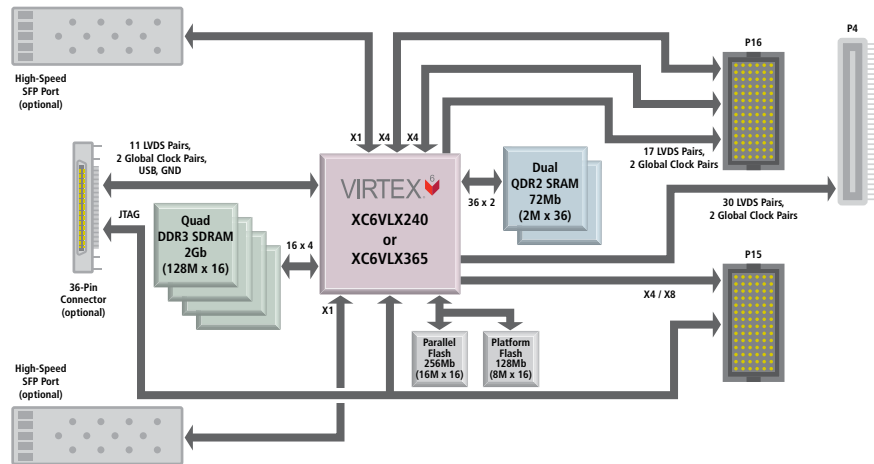 P4
P16
High-Speed
SFP Port
(optional)
11 LVDS Pairs,
2 Global Clock Pairs,
USB, GND
X1
X4
X4
17 LVDS Pairs,
2 Global Clock Pairs
VIRTEX 6
XC6VLX240
or
XC6VLX365
Dual
QDR2 SRAM
72Mb
(2M x 36)
36 x 2
30 LVDS Pairs,
2 Global Clock Pairs
JTAG
Quad
DDR3 SDRAM
2Gb
(128M x 16)
16 x 4
P15
36-Pin
Connector
(optional)
X1
X4 / X8
Parallel
Flash
256Mb
(16M x 16)
Platform
Flash
128Mb
(8M x 16)
High-Speed
SFP Port
(optional)